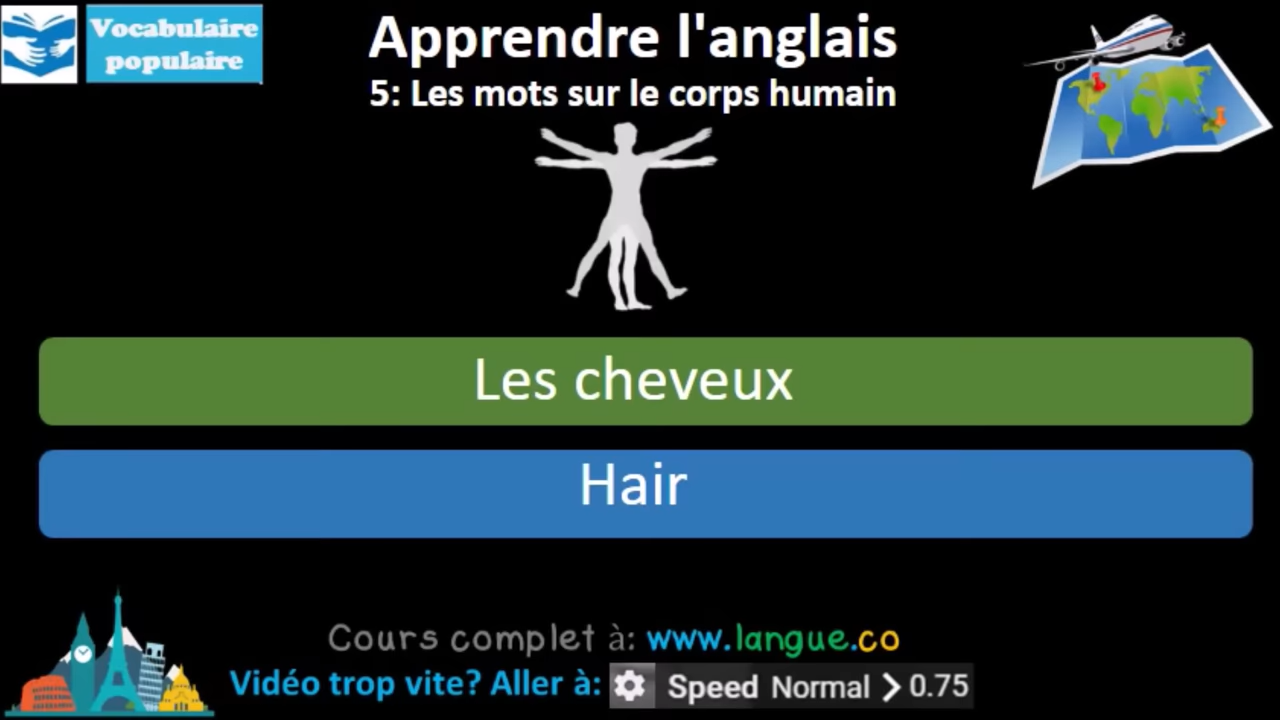 Vocabulaire
populaire
Apprendre l'anglais
5: Les mots sur le corps humain
Les cheveux
Hair
Cours complet à: www.langue.co
Vidéo trop vite? Aller à: Speed Normal > 0.75